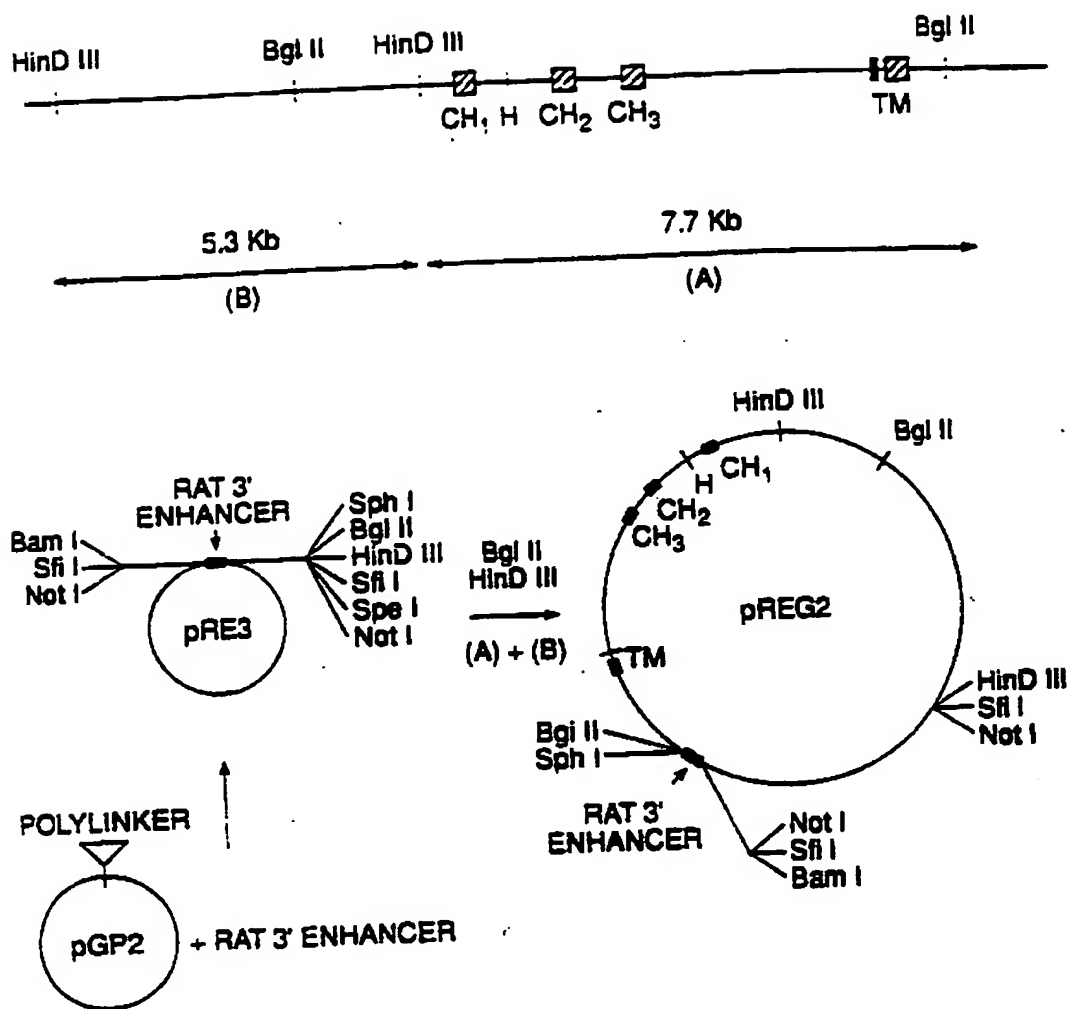 HinD III
Bgl II
HinD III
Bgl II
CH1
H
CH2
CH3
TM
5.3 Kb
(B)
7.7 Kb
(A)
RAT 3'
ENHANCER
Bam I
Sfi I
Not I
Sph I
Bgl II
HinD III
Sfi I
Spe I
Not I
pRE3
Bgl II
HinD III
(A) + (B)
HinD III
Bgl II
CH1
H
CH2
CH3
pREG2
TM
HinD III
Sfi I
Not I
Bgi II
Sph I
RAT 3'
ENHANCER
Not I
Sfi I
Bam I
POLYLINKER
pGP2
+ RAT 3' ENHANCER